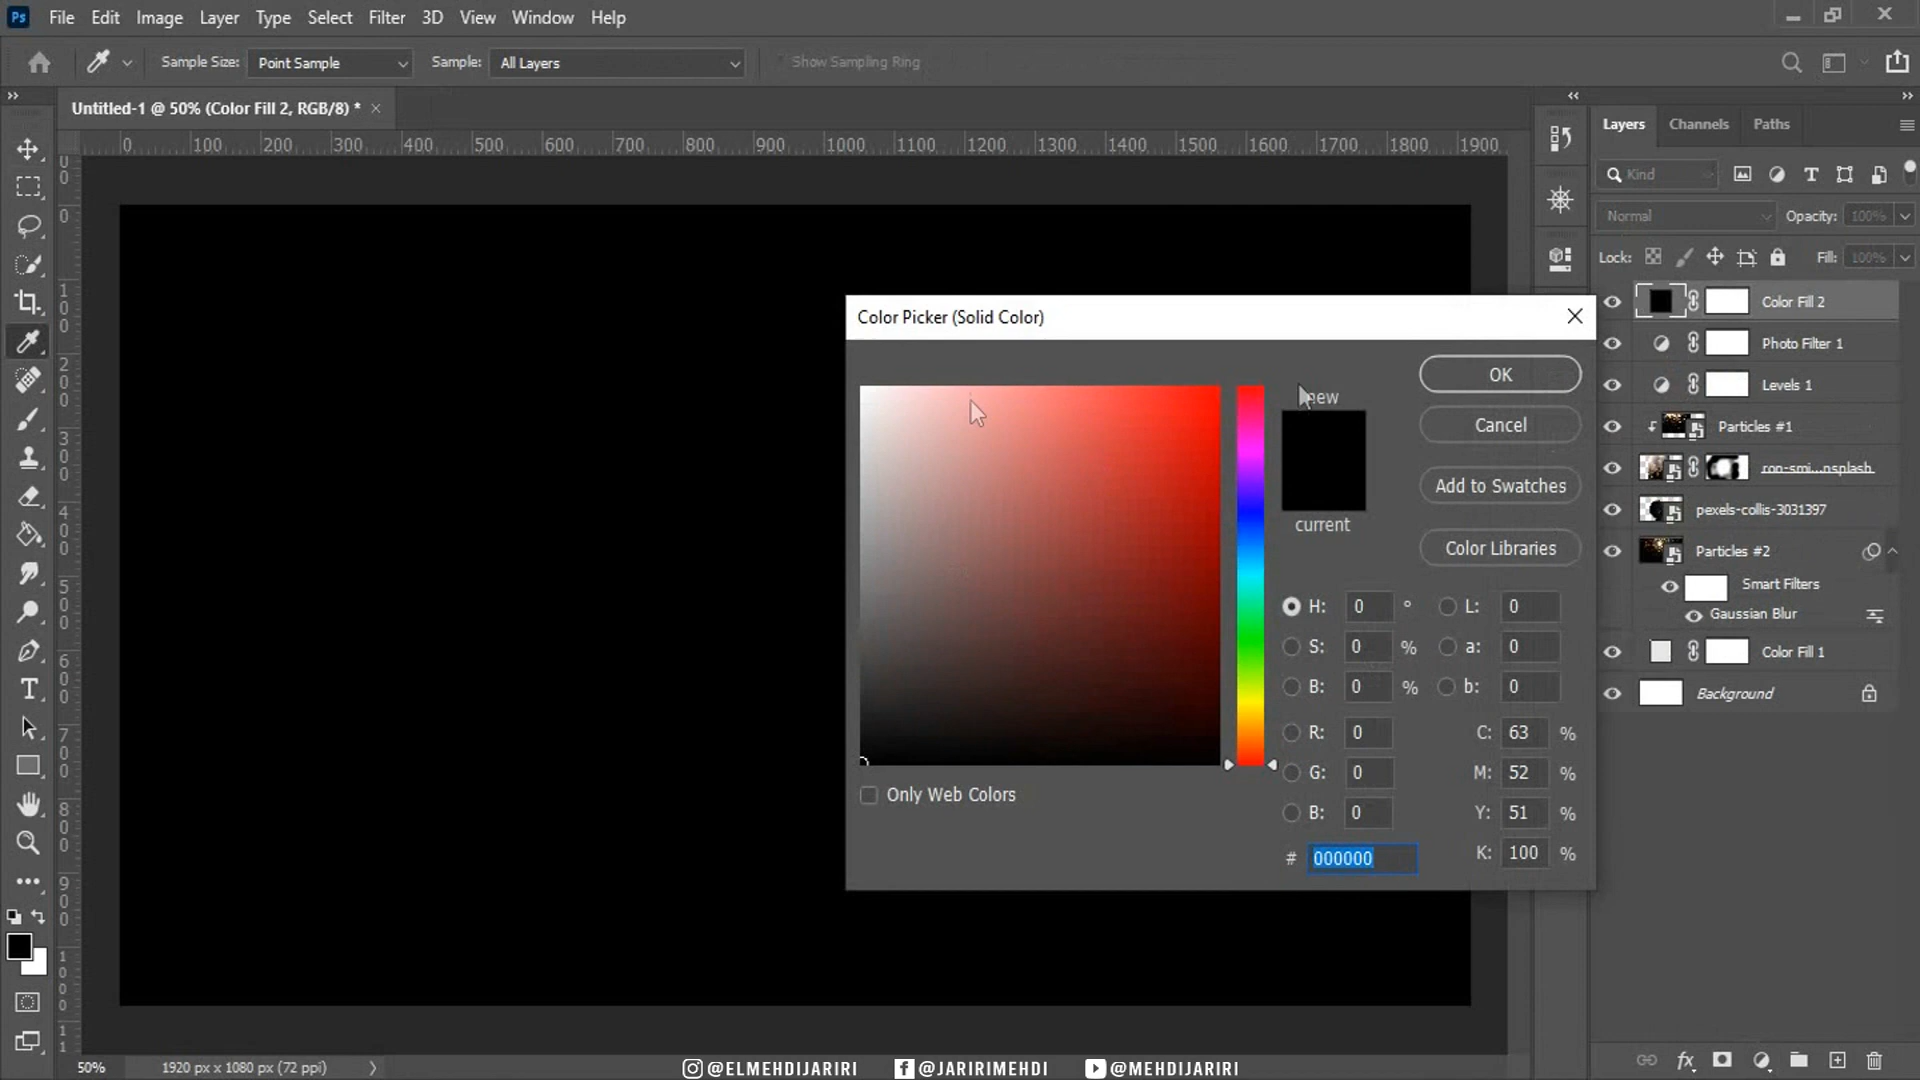 Ps File Edit Image Layer Type Select Filter 3D View Window Help
Sample Size: Point Sample Sample: All Layers Show Sampling Ring
Untitled-1 @ 50% (Color Fill 2, RGB/8) * ×
0 100 200 300 400 500 600 700 800 900 1000 1100 1200 1300 1400 1500 1600 1700 1800 1900
Layers Channels Paths
Kind
Normal Opacity: 100%
Lock: Fill: 100%
Color Fill 2
Photo Filter 1
Levels 1
Particles #1
ron-smi...nsplash
pexels-collis-3031397
Particles #2
Smart Filters
Gaussian Blur
Color Fill 1
Background
Color Picker (Solid Color)
OK
new
Cancel
Add to Swatches
current
Color Libraries
H: 0 ° L: 0
S: 0 % a: 0
B: 0 % b: 0
R: 0 C: 63 %
G: 0 M: 52 %
B: 0 Y: 51 %
# 000000 K: 100 %
Only Web Colors
50% 1920 px x 1080 px (72 ppi)
@ELMEHDIJARIRI @JARIRIMEHDI @MEHDIJARIRI